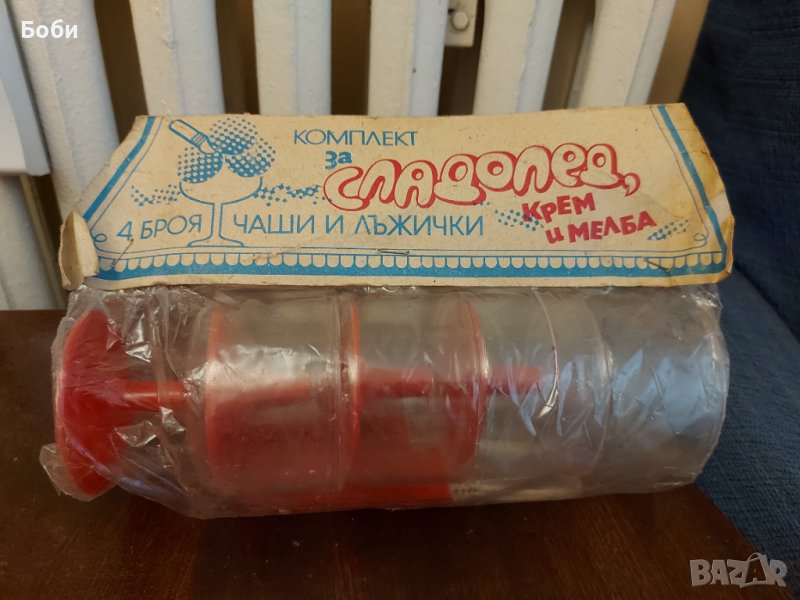 Боби
КОМПЛЕКТ
за
СЛАДОЛЕД,
КРЕМ
и МЕЛБА
4 БРОЯ ЧАШИ И ЛЪЖИЧКИ
BAZAR